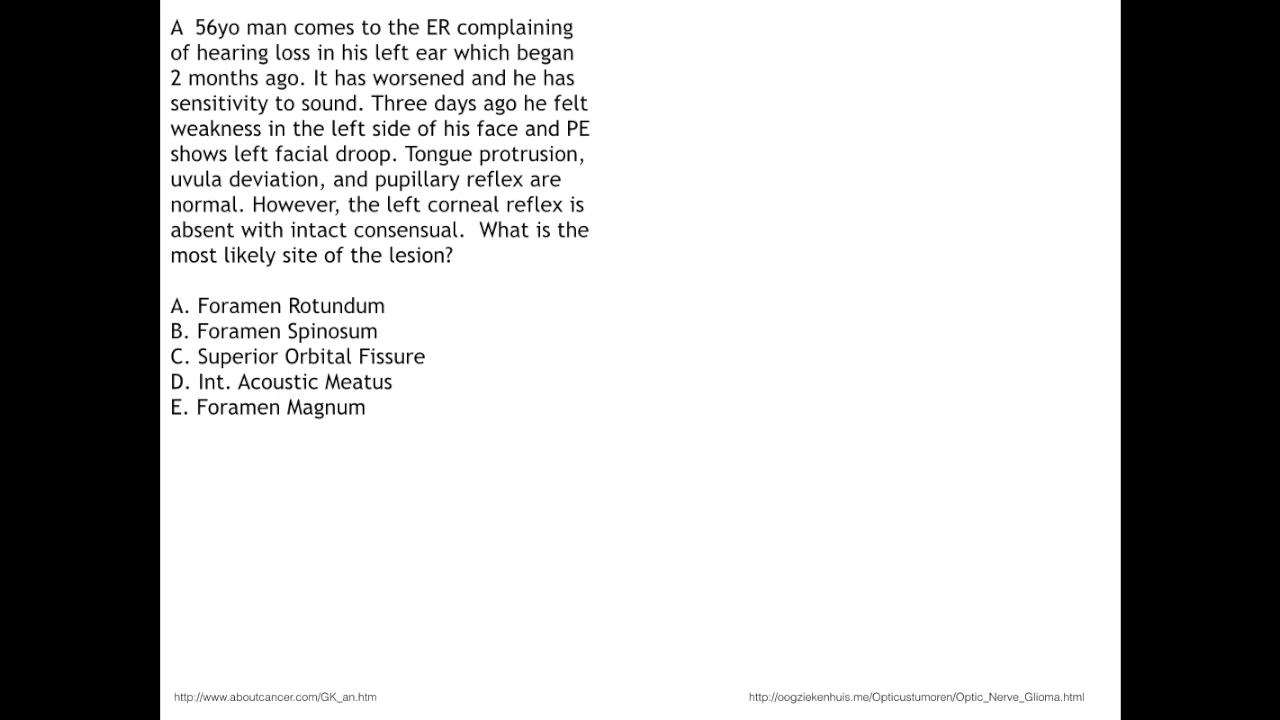 A  56yo man comes to the ER complaining
of hearing loss in his left ear which began
2 months ago. It has worsened and he has
sensitivity to sound. Three days ago he felt
weakness in the left side of his face and PE
shows left facial droop. Tongue protrusion,
uvula deviation, and pupillary reflex are
normal. However, the left corneal reflex is
absent with intact consensual.  What is the
most likely site of the lesion?
A. Foramen Rotundum
B. Foramen Spinosum
C. Superior Orbital Fissure
D. Int. Acoustic Meatus
E. Foramen Magnum
http://www.aboutcancer.com/GK_an.htm
http://oogziekenhuis.me/Opticustumoren/Optic_Nerve_Glioma.html